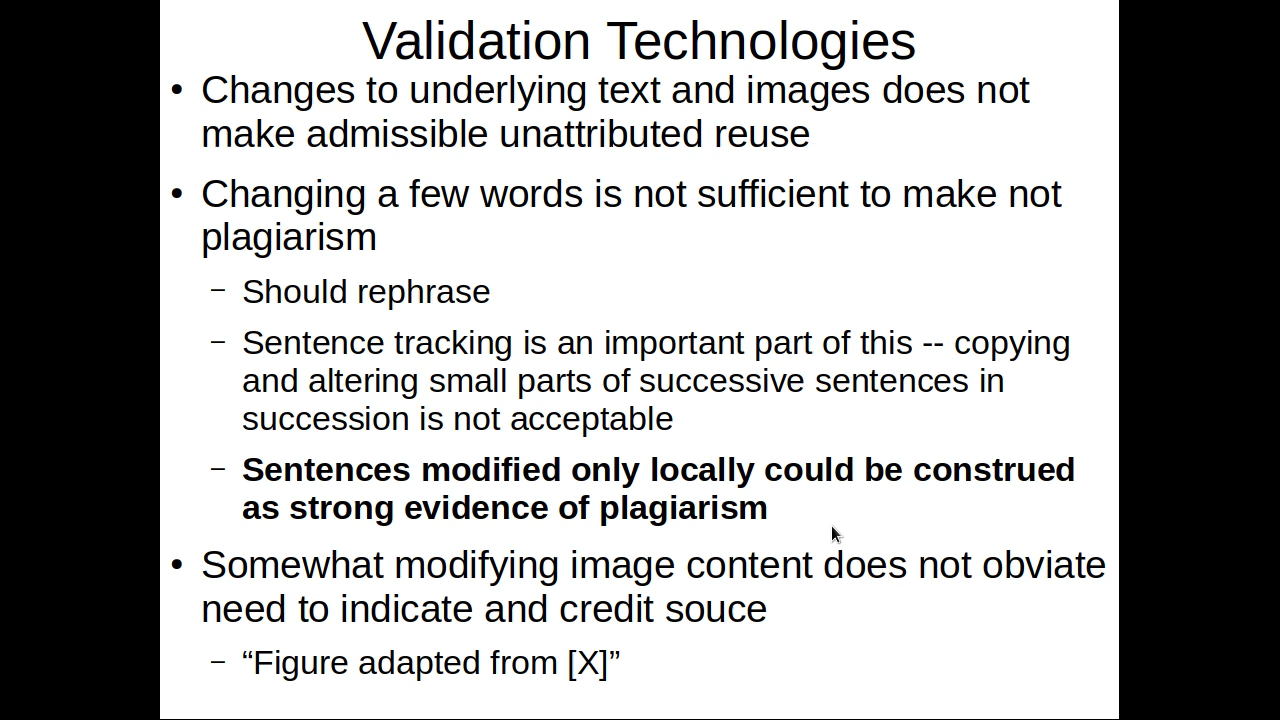 Validation Technologies
• Changes to underlying text and images does not
make admissible unattributed reuse
• Changing a few words is not sufficient to make not
plagiarism
– Should rephrase
– Sentence tracking is an important part of this -- copying
and altering small parts of successive sentences in
succession is not acceptable
– Sentences modified only locally could be construed
as strong evidence of plagiarism
• Somewhat modifying image content does not obviate
need to indicate and credit souce
– “Figure adapted from [X]”